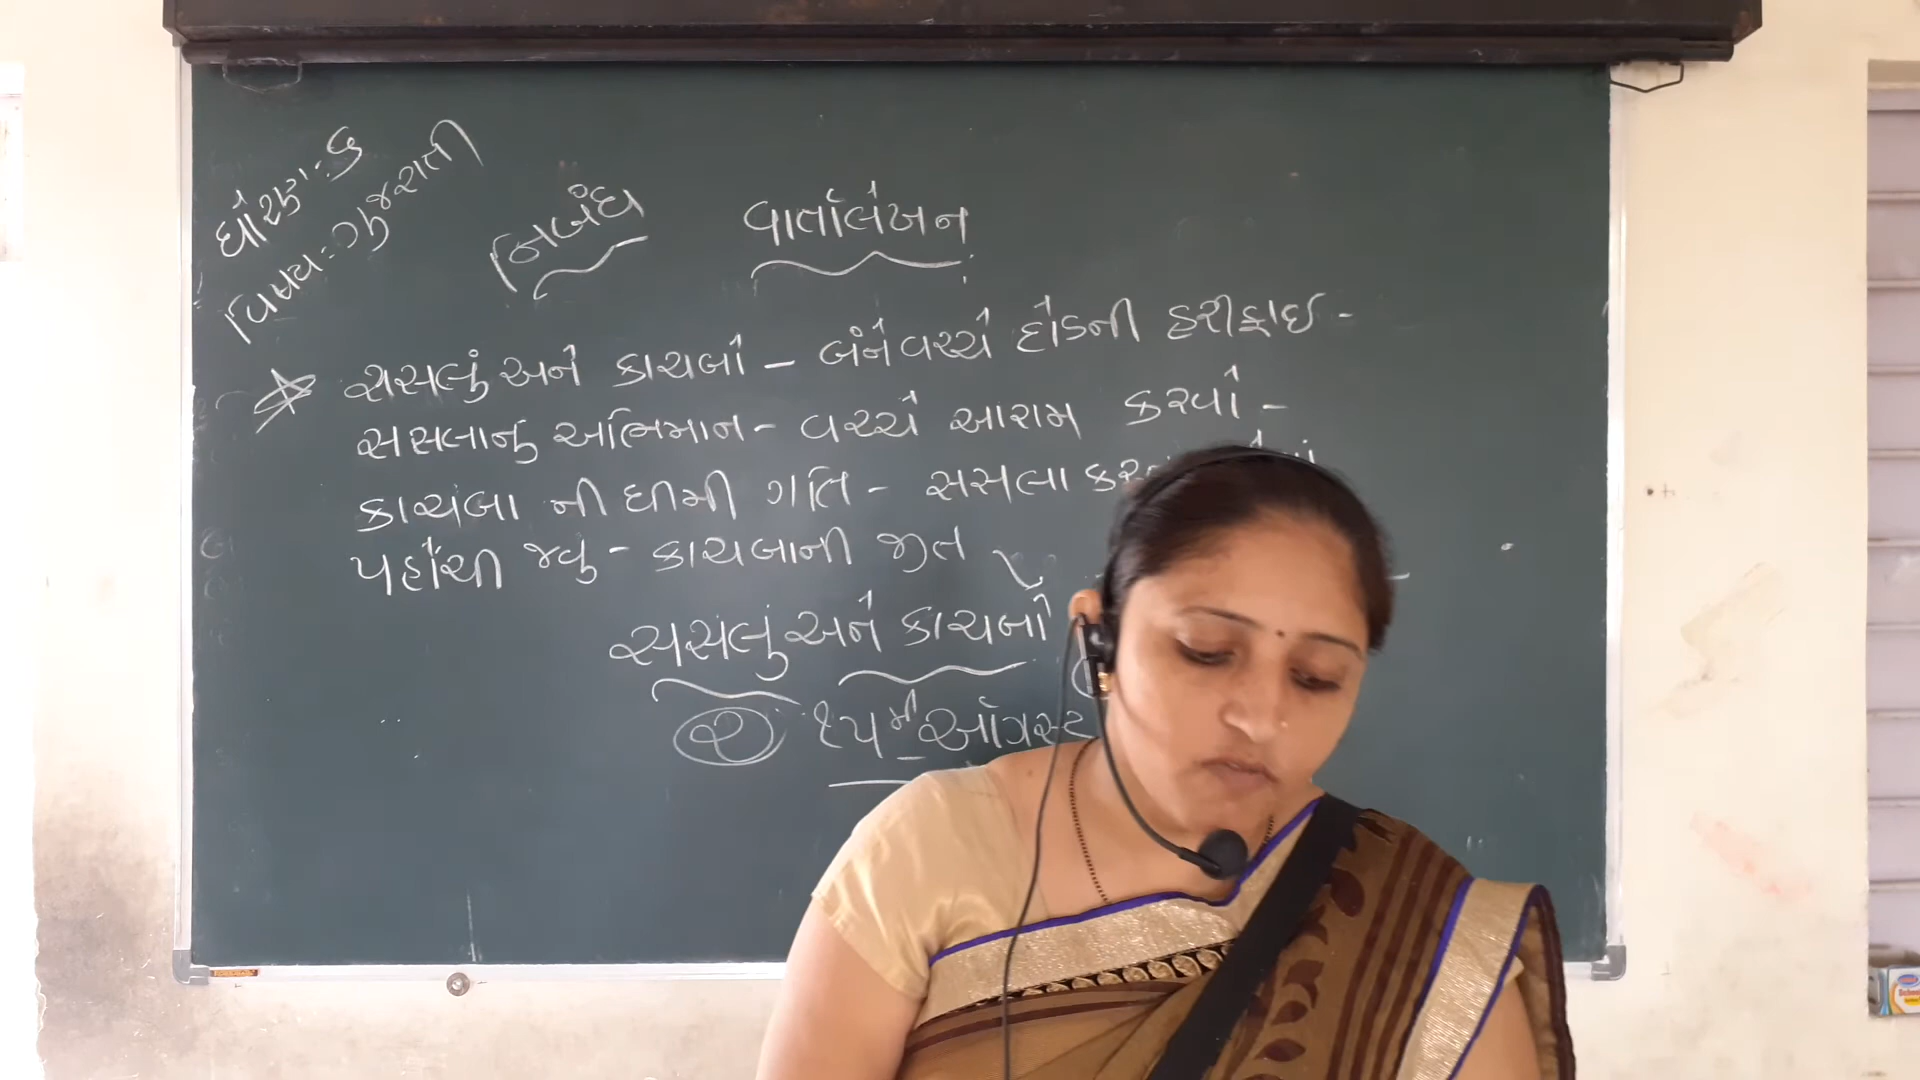 ધોરણ:- ૬
વિષય:- ગુજરાતી
નિબંધ
વાર્તાલેખન
સસલું અને કાચબો - બંને વચ્ચે દોડની હરીફાઈ -
સસલાનુ અભિમાન - વચ્ચે આરામ કરવો -
કાચબા ની ધીમી ગતિ - સસલા
પહોંચી જવુ - કાચબાની જીત
સસલું અને કાચબો
૨ ૧૫મી ઑગસ્ટ